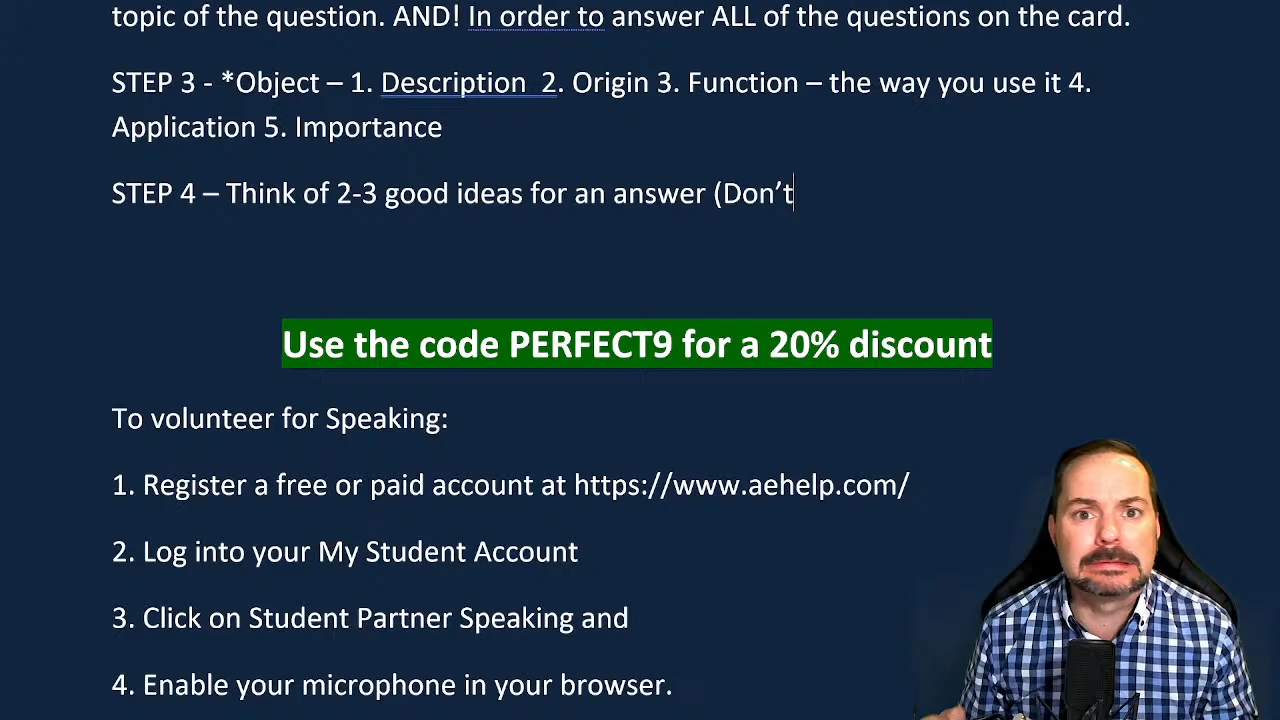 topic of the question. AND! In order to answer ALL of the questions on the card.
STEP 3 - *Object – 1. Description  2. Origin 3. Function – the way you use it 4.
Application 5. Importance
STEP 4 – Think of 2-3 good ideas for an answer (Don’t
Use the code PERFECT9 for a 20% discount
To volunteer for Speaking:
1. Register a free or paid account at https://www.aehelp.com/
2. Log into your My Student Account
3. Click on Student Partner Speaking and
4. Enable your microphone in your browser.